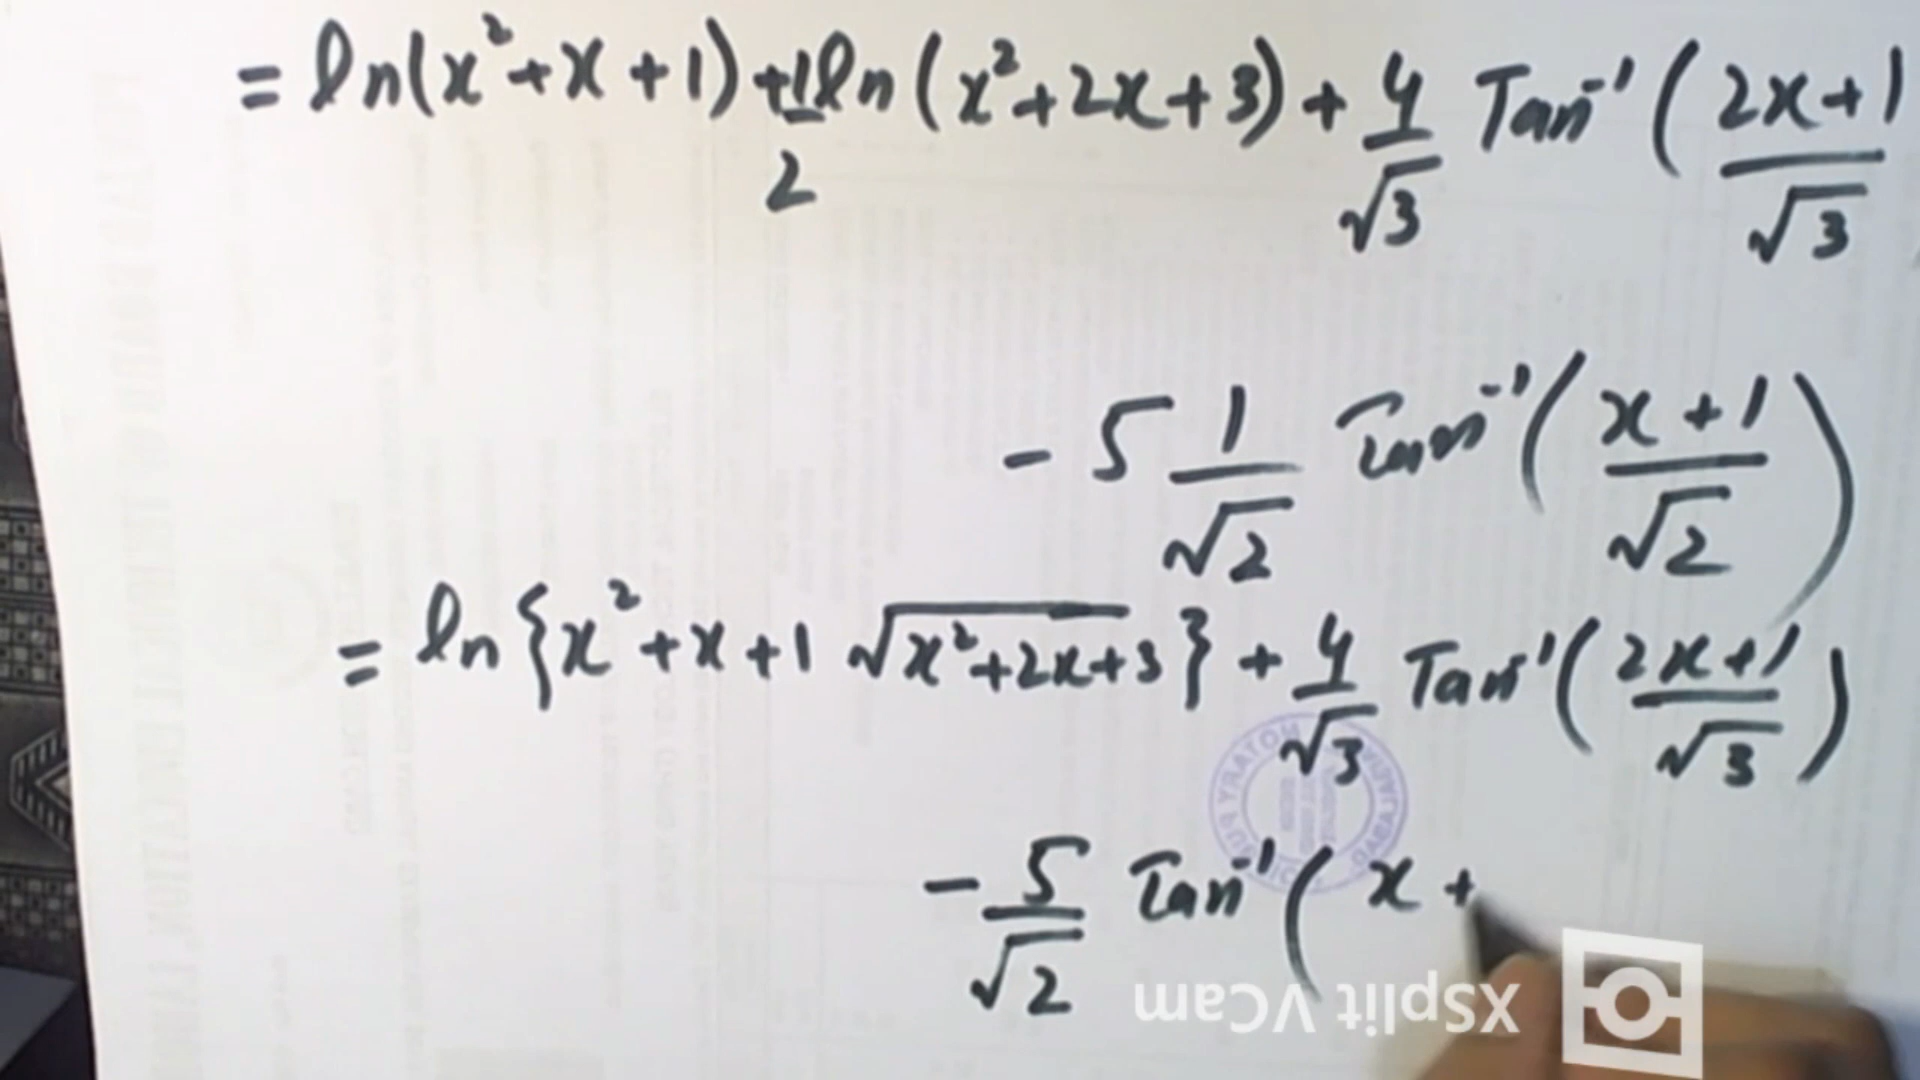 = ln(x²+x+1)+1/2 ln(x²+2x+3)+4/√3 Tan⁻¹(2x+1/√3
- 5 1/√2 Tan⁻¹(x+1/√2)
= ln{x²+x+1 √x²+2x+3} + 4/√3 Tan⁻¹(2x+1/√3)
- 5/√2 Tan⁻¹(x +
NOTARY PUBLIC
XSplit VCam